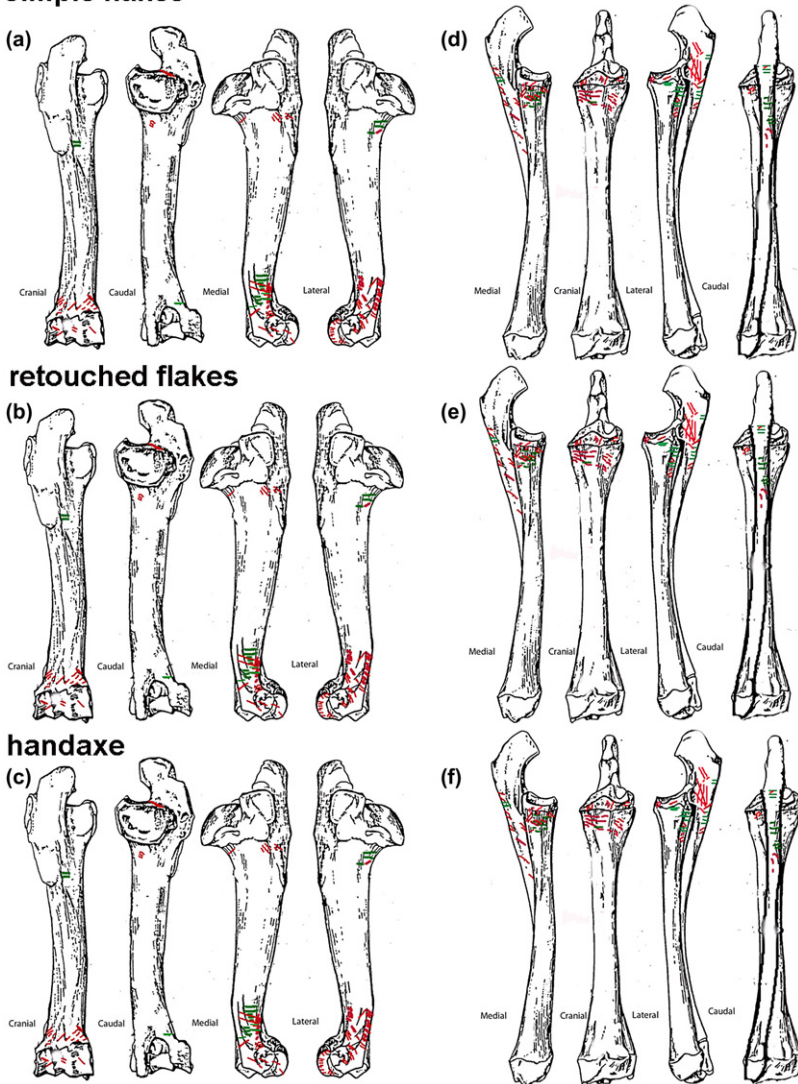 (a)
(d)
Cranial Caudal Medial Lateral
Medial Cranial Lateral Caudal
retouched flakes
(b)
(e)
Cranial Caudal Medial Lateral
Medial Cranial Lateral Caudal
handaxe
(c)
(f)
Cranial Caudal Medial Lateral
Medial Cranial Lateral Caudal